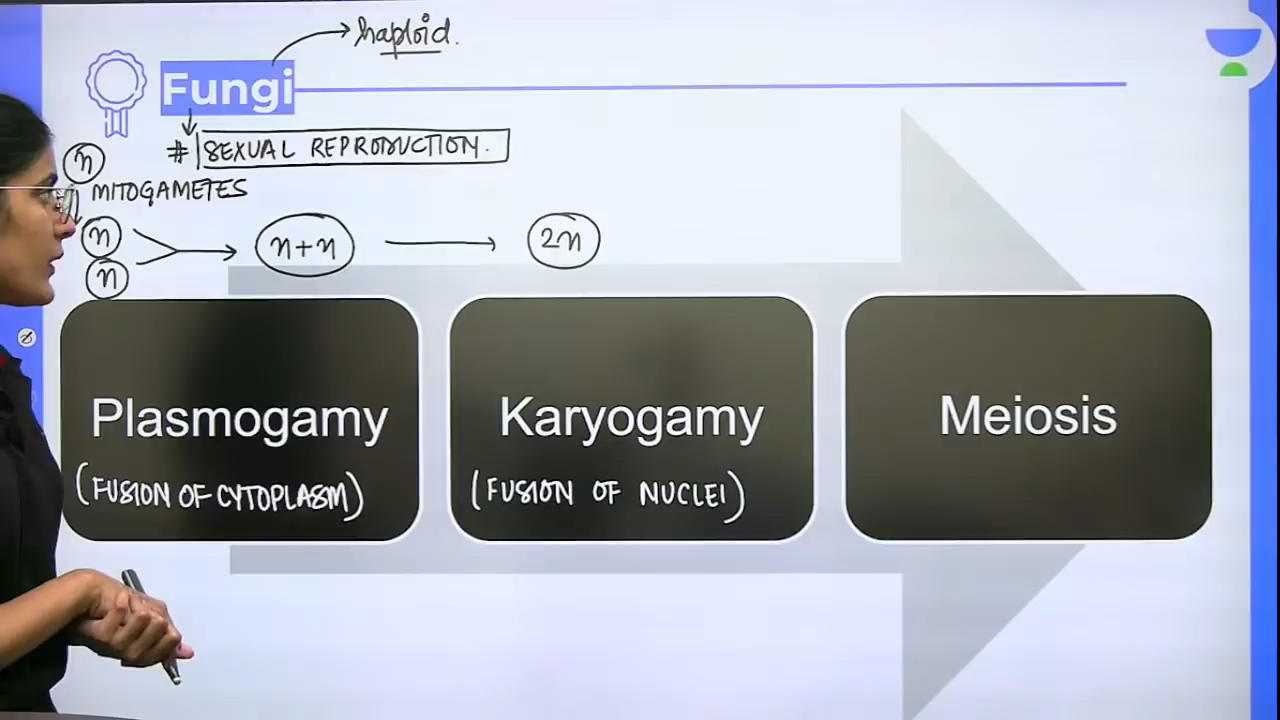 haploid.
Fungi
# SEXUAL REPRODUCTION.
n
MITOGAMETES
n
n
n+n
2n
Plasmogamy
(FUSION OF CYTOPLASM)
Karyogamy
(FUSION OF NUCLEI)
Meiosis